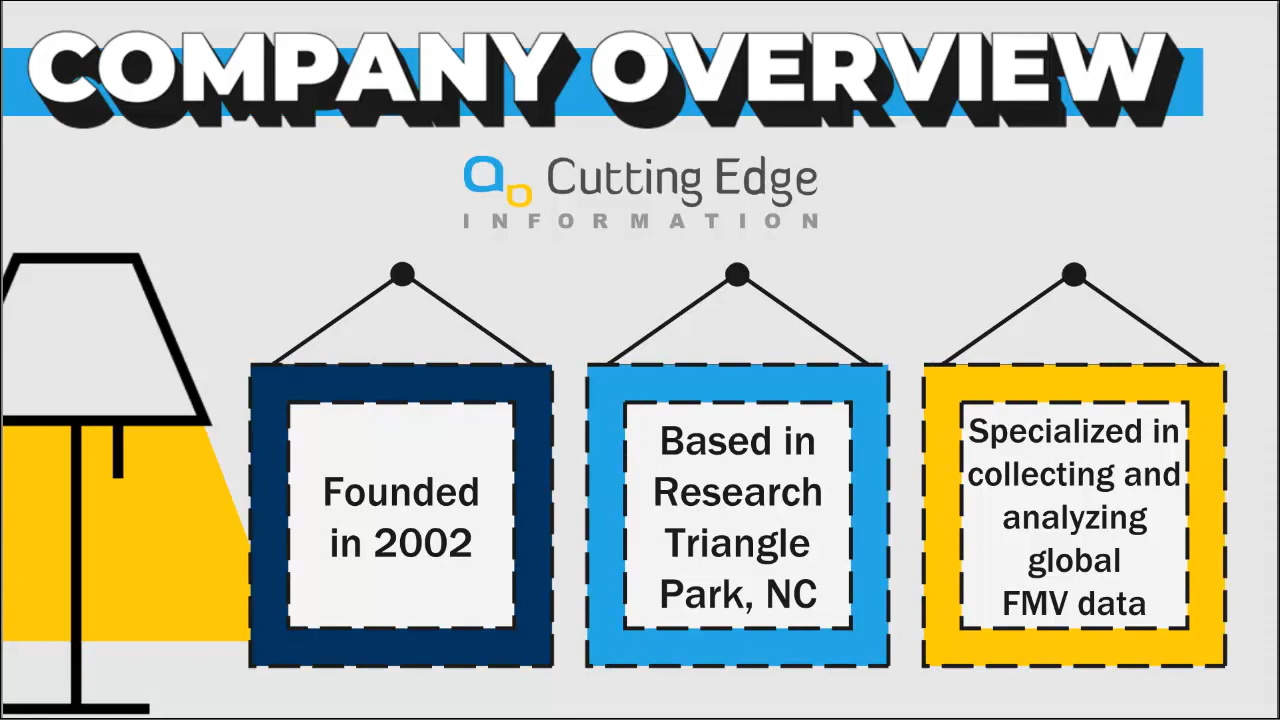 COMPANY OVERVIEW
Cutting Edge
INFORMATION
Founded
in 2002
Based in
Research
Triangle
Park, NC
Specialized in
collecting and
analyzing
global
FMV data